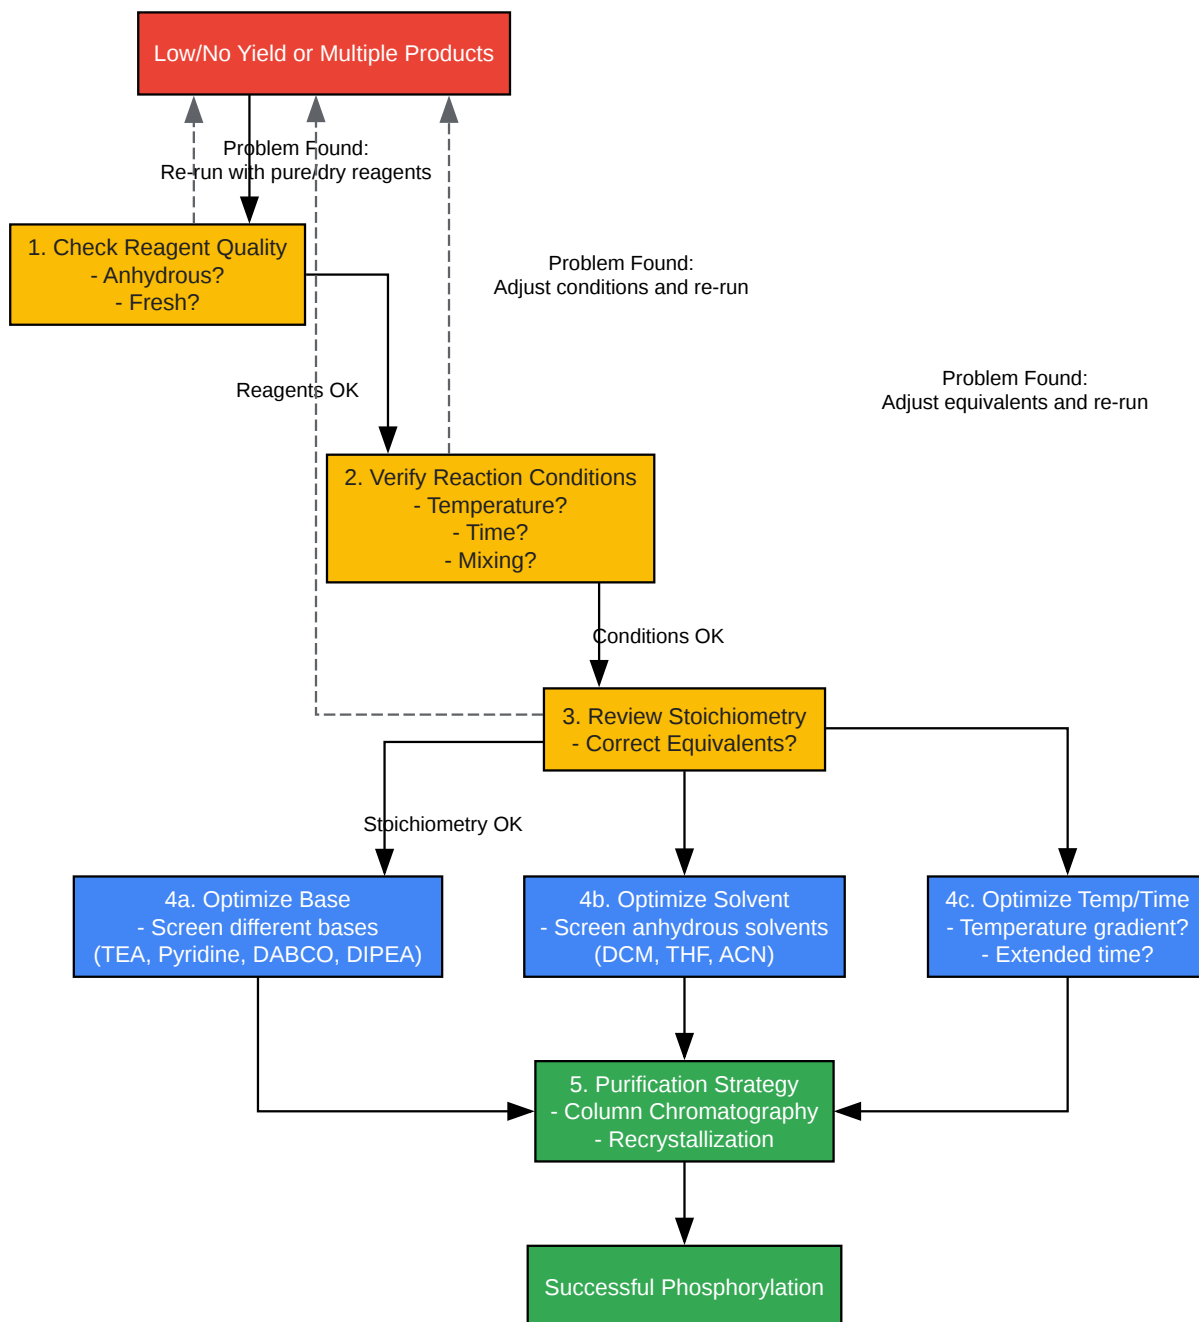 Low/No Yield or Multiple Products
Problem Found:
Re-run with pure/dry reagents
1. Check Reagent Quality
- Anhydrous?
- Fresh?
Problem Found:
Adjust conditions and re-run
Reagents OK
Problem Found:
Adjust equivalents and re-run
2. Verify Reaction Conditions
- Temperature?
- Time?
- Mixing?
Conditions OK
3. Review Stoichiometry
- Correct Equivalents?
Stoichiometry OK
4a. Optimize Base
- Screen different bases
(TEA, Pyridine, DABCO, DIPEA)
4b. Optimize Solvent
- Screen anhydrous solvents
(DCM, THF, ACN)
4c. Optimize Temp/Time
- Temperature gradient?
- Extended time?
5. Purification Strategy
- Column Chromatography
- Recrystallization
Successful Phosphorylation